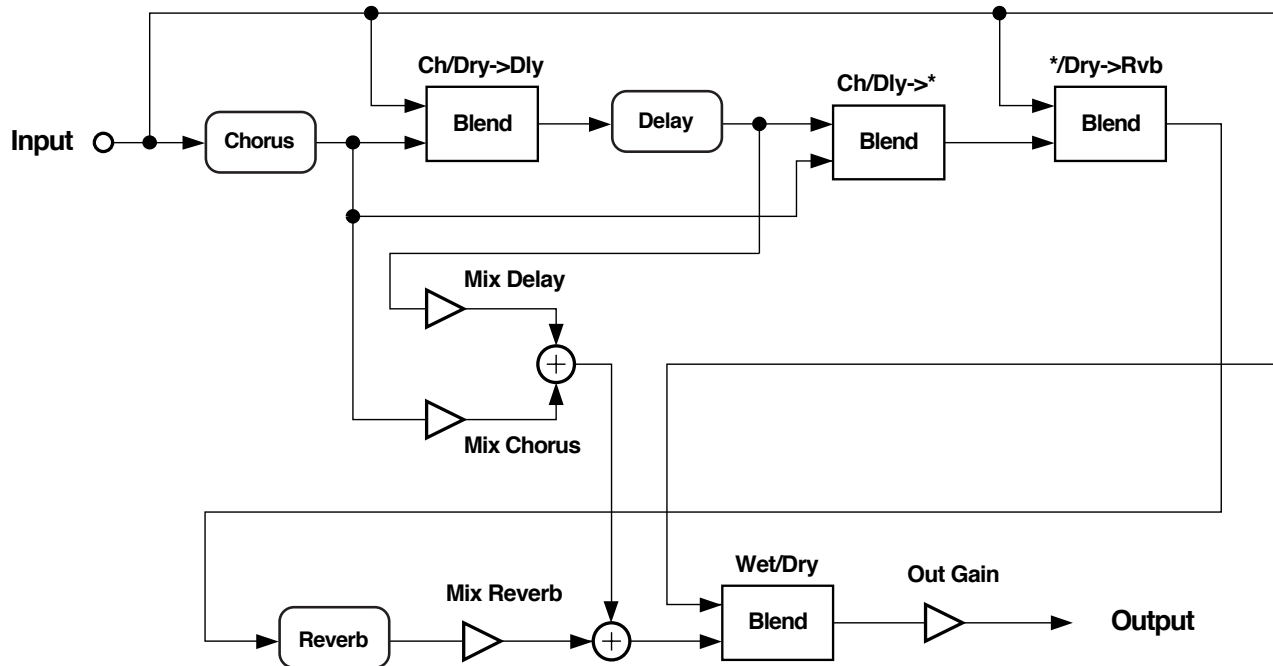 Ch/Dry->Dly
Ch/Dly->*
*/Dry->Rvb
Input
Chorus
Blend
Delay
Blend
Blend
Mix Delay
+
Mix Chorus
Wet/Dry
Out Gain
Mix Reverb
Reverb
+
Blend
Output